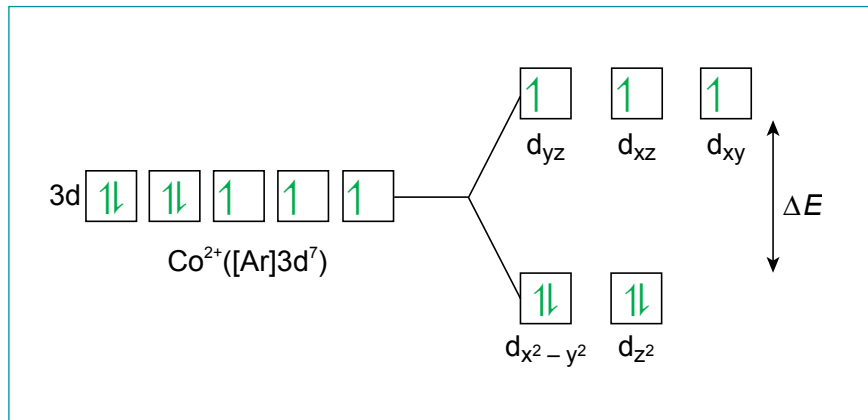 d_yz d_xz d_xy
3d
ΔE
Co²⁺([Ar]3d⁷)
d_x² – y² d_z²